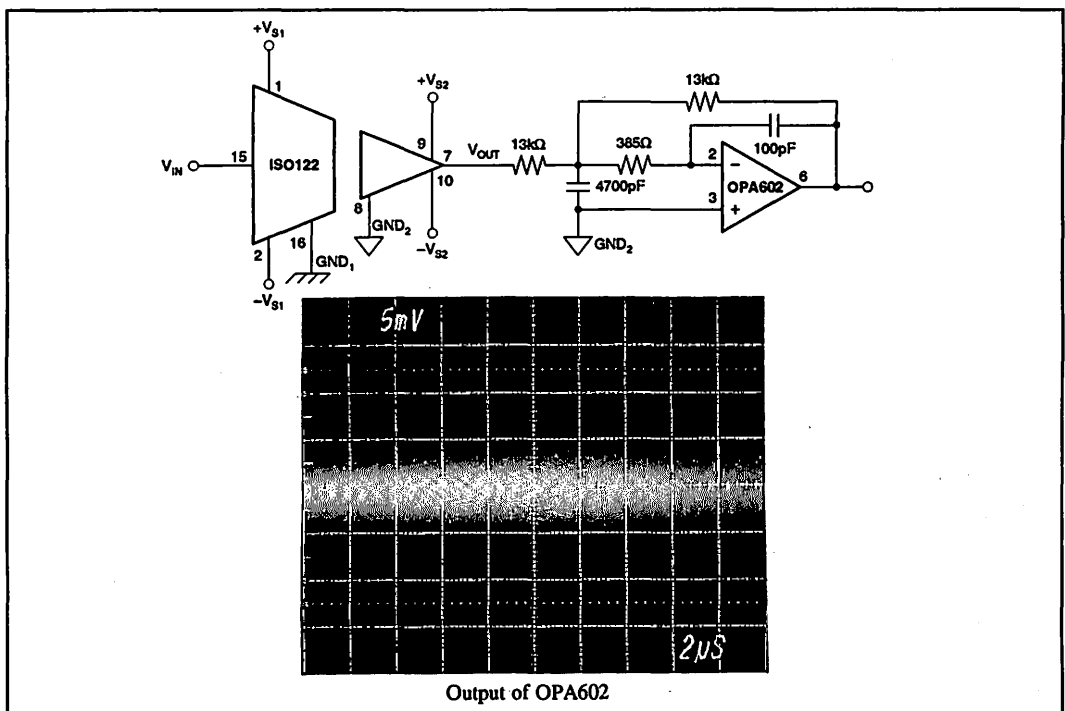 +VS1
1
VIN
15
ISO122
2
16
GND1
−VS1
+VS2
9
7
10
8
GND2
−VS2
VOUT
13kΩ
4700pF
GND2
385Ω
13kΩ
100pF
2
−
3
+
OPA602
6
5mV
2μS
Output of OPA602